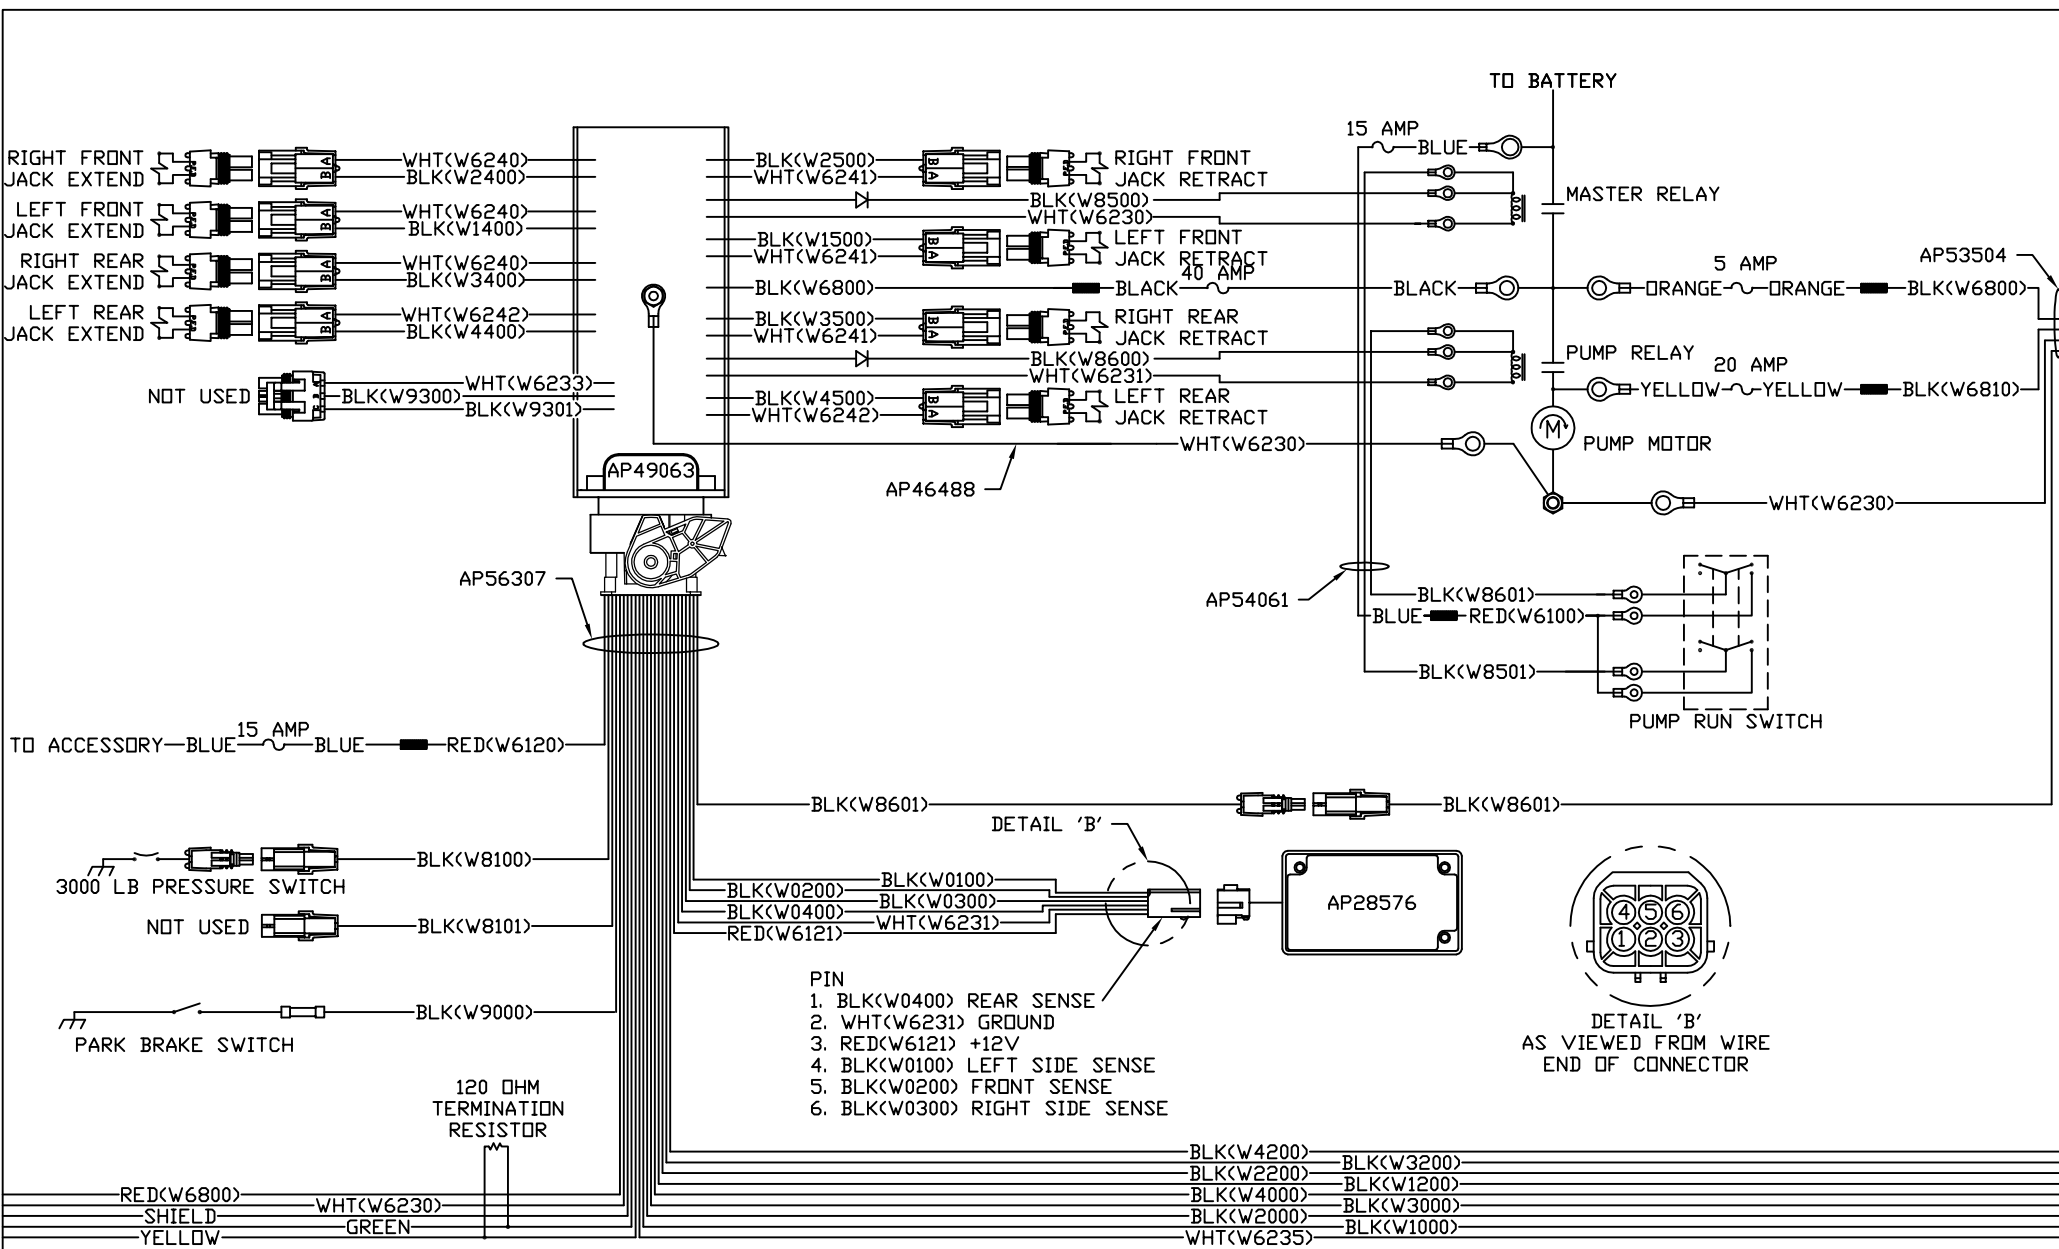 TO BATTERY
15 AMP
BLUE
RIGHT FRONT
JACK EXTEND
A
B
WHT(W6240)
BLK(W2400)
LEFT FRONT
JACK EXTEND
A
B
WHT(W6240)
BLK(W1400)
RIGHT REAR
JACK EXTEND
A
B
WHT(W6240)
BLK(W3400)
LEFT REAR
JACK EXTEND
A
B
WHT(W6242)
BLK(W4400)
NOT USED
WHT(W6233)
BLK(W9300)
BLK(W9301)
BLK(W2500)
WHT(W6241)
B
A
RIGHT FRONT
JACK RETRACT
BLK(W8500)
WHT(W6230)
BLK(W1500)
WHT(W6241)
B
A
LEFT FRONT
JACK RETRACT
40 AMP
BLK(W6800)
BLACK
BLACK
BLK(W3500)
WHT(W6241)
B
A
RIGHT REAR
JACK RETRACT
BLK(W8600)
WHT(W6231)
BLK(W4500)
WHT(W6242)
B
A
LEFT REAR
JACK RETRACT
WHT(W6230)
AP46488
MASTER RELAY
5 AMP
ORANGE
ORANGE
BLK(W6800)
AP53504
PUMP RELAY
20 AMP
YELLOW
YELLOW
BLK(W6810)
M
PUMP MOTOR
WHT(W6230)
AP49063
AP56307
AP54061
BLK(W8601)
BLUE
RED(W6100)
BLK(W8501)
PUMP RUN SWITCH
TO ACCESSORY
BLUE
15 AMP
BLUE
RED(W6120)
BLK(W8601)
BLK(W8601)
DETAIL 'B'
BLK(W8100)
3000 LB PRESSURE SWITCH
NOT USED
BLK(W8101)
BLK(W0100)
BLK(W0200)
BLK(W0300)
BLK(W0400)
WHT(W6231)
RED(W6121)
AP28576
4 5 6
1 2 3
DETAIL 'B'
AS VIEWED FROM WIRE
END OF CONNECTOR
PIN
1. BLK(W0400) REAR SENSE
2. WHT(W6231) GROUND
3. RED(W6121) +12V
4. BLK(W0100) LEFT SIDE SENSE
5. BLK(W0200) FRONT SENSE
6. BLK(W0300) RIGHT SIDE SENSE
BLK(W9000)
PARK BRAKE SWITCH
120 OHM
TERMINATION
RESISTOR
RED(W6800)
WHT(W6230)
SHIELD
GREEN
YELLOW
BLK(W4200)
BLK(W3200)
BLK(W2200)
BLK(W1200)
BLK(W4000)
BLK(W3000)
BLK(W2000)
BLK(W1000)
WHT(W6235)